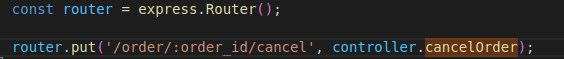 const router = express.Router();
router.put('/order/:order_id/cancel', controller.cancelOrder);